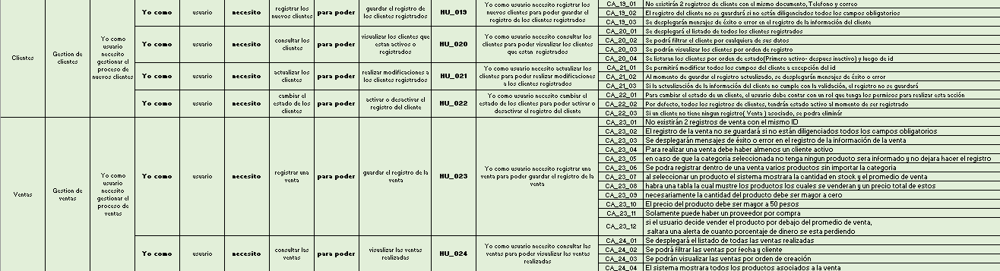 Clientes
Gestion de
clientes
Yo como
usuario
necesito
gestionar el
proceso de
nuevos clientes
Yo como
usuario
necesito
registrar los
nuevos clientes
para poder
guardar el registro de
los clientes registrados
HU_019
Yo como usuario necesito registrar los
nuevos clientes para poder guardar el
registro de los clientes registrados
CA_19_01
No existirán 2 registros de cliente con el mismo documento, Telefono y correo
CA_19_02
El registro del cliente no se guardará si no están diligenciados todos los campos obligatorios
CA_19_03
Se desplegarán mensajes de éxito o error en el registro de la información del cliente
Yo como
usuario
necesito
consultar los
clientes
para poder
visualizar los clientes que
estan activos o
registrados
HU_020
Yo como usuario necesito consultar los
clientes para poder visualizar los clientes
que estan registrados
CA_20_01
Se desplegará el listado de todos los clientes registrados
CA_20_02
Se podrá filtrar el cliente por cualquiera de sus datos
CA_20_03
Se podrán visualizar los clientes por orden de registro
CA_20_04
Se listaran los clientes por orden de estado(Primero activo- despues inactivo) y luego de id
Yo como
usuario
necesito
actualizar los
clientes
para poder
realizar modificaciones a
los clientes registrados
HU_021
Yo como usuario necesito actualizar los
clientes para poder realizar modificaciones
a los clientes registrados
CA_21_01
Se permitirá modificar todos los campos del cliente a excepción del id
CA_21_02
Al momento de guardar el registro actualizado, se desplegarán mensajes de éxito o error
CA_21_03
Si la actualización de la información del cliente no cumple con la validación, el registro no se guardará
Yo como
usuario
necesito
cambiar el
estado de los
clientes
para poder
activar o desactivar el
registro del cliente
HU_022
Yo como usuario necesito cambiar el
estado de los clientes para poder activar o
desactivar el registro del cliente
CA_22_01
Para cambiar el estado de un cliente, el usuario debe contar con un rol que tenga los permisos para realizar esta acción
CA_22_02
Por defecto, todos los registros de clientes, tendrán estado activo al momento de ser registrado
CA_22_03
Si un cliente no tiene ningun registro( Venta ) asociado, se podra eliminár
Ventas
Gestion de
ventas
Yo como
usuario
necesito
gestionar el
proceso de
ventas
Yo como
usuario
necesito
registrar una
venta
para poder
guardar el registro de la
venta
HU_023
Yo como usuario necesito registrar una
venta para poder guardar el registro de la
venta
CA_23_01
No existirán 2 registros de venta con el mismo ID
CA_23_02
El registro de la venta no se guardará si no están diligenciados todos los campos obligatorios
CA_23_03
Se desplegarán mensajes de éxito o error en el registro de la información de la venta
CA_23_04
Para realizar una venta debe haber almenos un cliente activo
CA_23_05
en caso de que la categoria seleccionada no tenga ningun producto sera informado y no dejara hacer el registro
CA_23_06
Se podra registrar dentro de una venta varios productos sin importar la categoria
CA_23_07
al seleccionar un producto el sistema mostrara la cantidad en stock y el promedio de venta
CA_23_08
habra una tabla la cual mustre los productos los cuales se venderan y un precio total de estos
CA_23_09
necesariamente la cantidad del producto debe ser mayor a cero
CA_23_10
El precio del producto debe ser mayor a 50 pesos
CA_23_11
Solamente puede haber un proveedor por compra
CA_23_12
si el usuario decide vender el producto por debajo del promedio de venta,
saltara una alerta de cuanto porcentaje de dinero se esta perdiendo
Yo como
usuario
necesito
consultar las
ventas
para poder
visualizar las ventas
realizadas
HU_024
Yo como usuario necesito consultar las
ventas para poder visualizar las ventas
realizadas
CA_24_01
Se desplegará el listado de todas las ventas realizadas
CA_24_02
Se podrá filtrar las ventas por fecha y cliente
CA_24_03
Se podrán visualizar las ventas por orden de creación
CA_24_04
El sistema mostrara todos los productos asociados a la venta